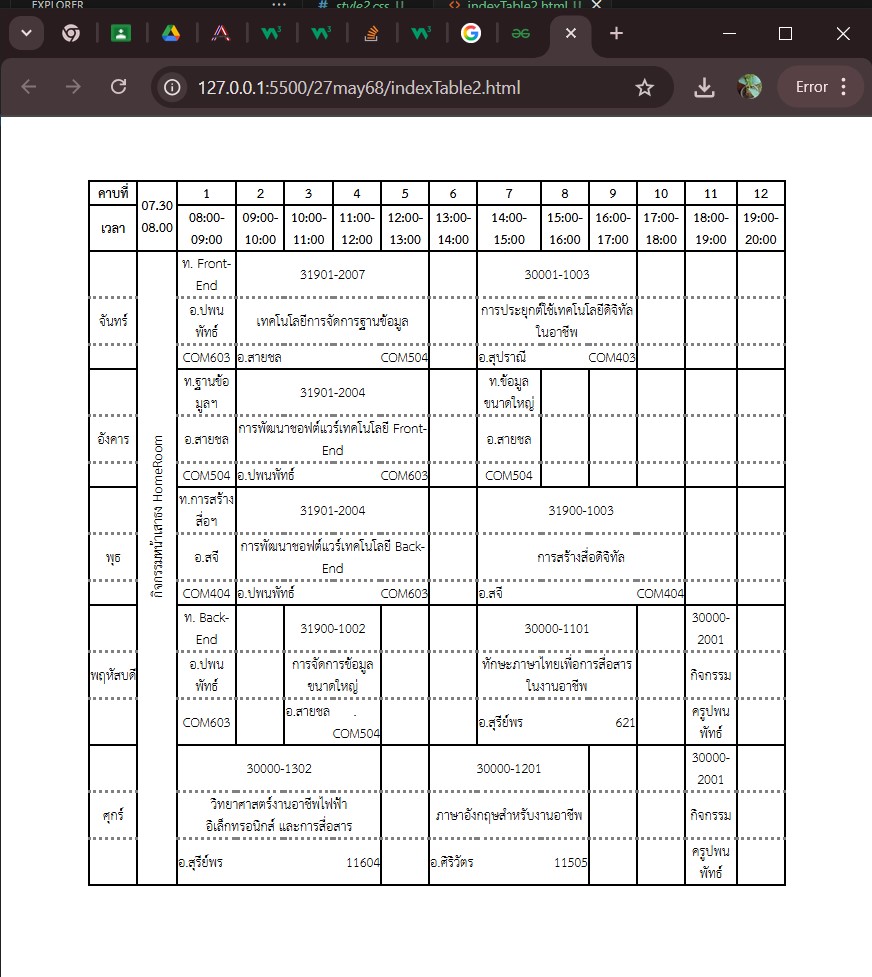 EXPLORER ··· # style2.css U <> indexTable2.html U ×
127.0.0.1:5500/27may68/indexTable2.html Error
คาบที่ 07.30 08.00 1 2 3 4 5 6 7 8 9 10 11 12
เวลา 08:00- 09:00- 10:00- 11:00- 12:00- 13:00- 14:00- 15:00- 16:00- 17:00- 18:00- 19:00-
09:00 10:00 11:00 12:00 13:00 14:00 15:00 16:00 17:00 18:00 19:00 20:00
กิจกรรมหน้าเสาธง HomeRoom
ท. Front-
End 31901-2007 30001-1003
จันทร์ อ.ปพน
พัทธ์ เทคโนโลยีการจัดการฐานข้อมูล การประยุกต์ใช้เทคโนโลยีดิจิทัล
ในอาชีพ
COM603 อ.สายชล COM504 อ.สุปราณี COM403
ท.ฐานข้อ
มูลฯ 31901-2004 ท.ข้อมูล
ขนาดใหญ่
อังคาร อ.สายชล การพัฒนาซอฟต์แวร์เทคโนโลยี Front-
End อ.สายชล
COM504 อ.ปพนพัทธ์ COM603 COM504
ท.การสร้าง
สื่อฯ 31901-2004 31900-1003
พุธ อ.สจี การพัฒนาซอฟต์แวร์เทคโนโลยี Back-
End การสร้างสื่อดิจิทัล
COM404 อ.ปพนพัทธ์ COM603 อ.สจี COM404
ท. Back-
End 31900-1002 30000-1101 30000-
2001
พฤหัสบดี อ.ปพน
พัทธ์ การจัดการข้อมูล
ขนาดใหญ่ ทักษะภาษาไทยเพื่อการสื่อสาร
ในงานอาชีพ กิจกรรม
COM603 อ.สายชล .
COM504 อ.สุรีย์พร 621 ครูปพน
พัทธ์
30000-1302 30000-1201 30000-
2001
ศุกร์ วิทยาศาสตร์งานอาชีพไฟฟ้า
อิเล็กทรอนิกส์ และการสื่อสาร ภาษาอังกฤษสำหรับงานอาชีพ กิจกรรม
อ.สุรีย์พร 11604 อ.ศิริวัตร 11505 ครูปพน
พัทธ์